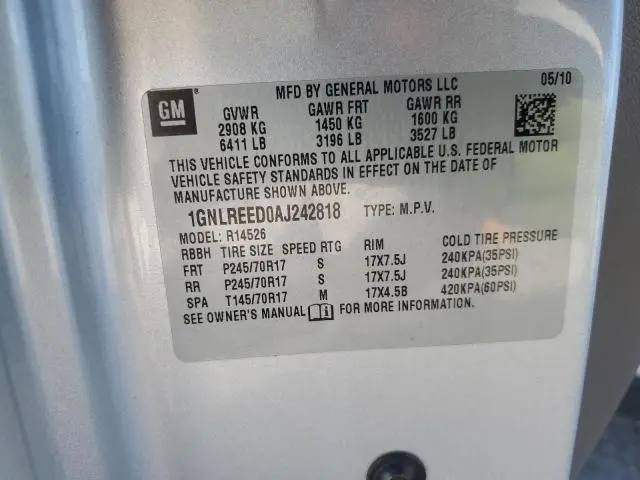 GM ®
MFD BY GENERAL MOTORS LLC 05/10
GVWR GAWR FRT GAWR RR
2908 KG 1450 KG 1600 KG
6411 LB 3196 LB 3527 LB
THIS VEHICLE CONFORMS TO ALL APPLICABLE U.S. FEDERAL MOTOR
VEHICLE SAFETY STANDARDS IN EFFECT ON THE DATE OF
MANUFACTURE SHOWN ABOVE.
1GNLREED0AJ242818 TYPE: M.P.V.
MODEL: R14526
RBBH TIRE SIZE SPEED RTG RIM COLD TIRE PRESSURE
FRT P245/70R17 S 17X7.5J 240KPA(35PSI)
RR P245/70R17 S 17X7.5J 240KPA(35PSI)
SPA T145/70R17 M 17X4.5B 420KPA(60PSI)
SEE OWNER'S MANUAL i FOR MORE INFORMATION.